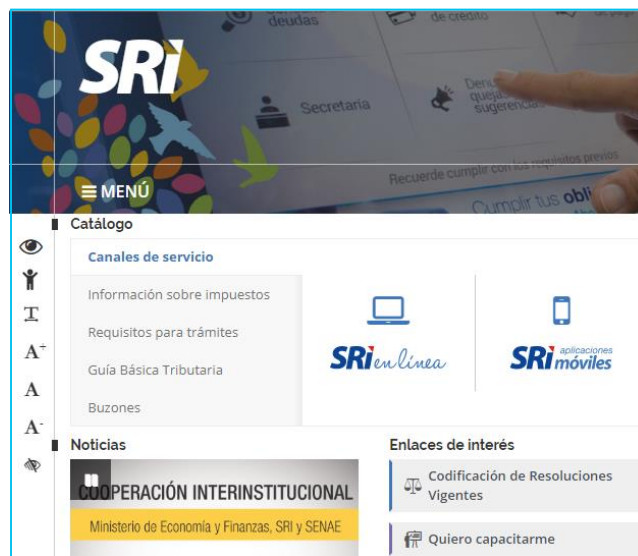 deudas
de crédito
SRi
Secretaría
quejas
sugerencias
Recuerde cumplir con los requisitos previos
MENÚ
Cumplir tus obli
Catálogo
Canales de servicio
Información sobre impuestos
Requisitos para trámites
Guía Básica Tributaria
Buzones
SRi en línea
SRi aplicaciones
móviles
T
A+
A
A-
Noticias
Enlaces de interés
COOPERACIÓN INTERINSTITUCIONAL
Ministerio de Economía y Finanzas, SRI y SENAE
Codificación de Resoluciones
Vigentes
Quiero capacitarme